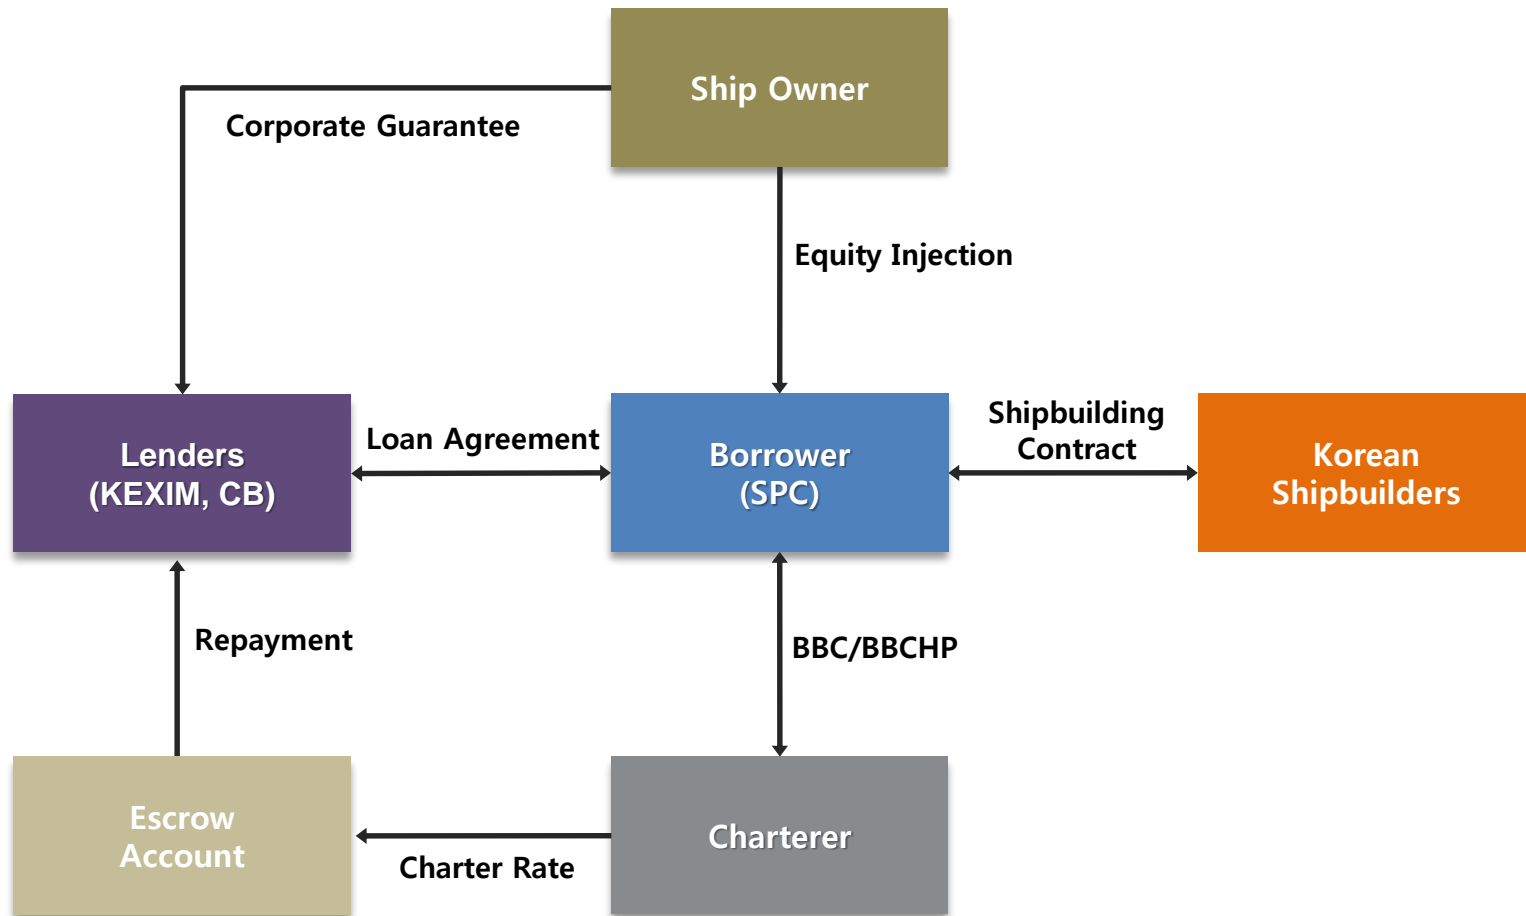 Ship Owner
Corporate Guarantee
Equity Injection
Lenders
(KEXIM, CB)
Loan Agreement
Borrower
(SPC)
Shipbuilding
Contract
Korean
Shipbuilders
Repayment
BBC/BBCHP
Escrow
Account
Charter Rate
Charterer